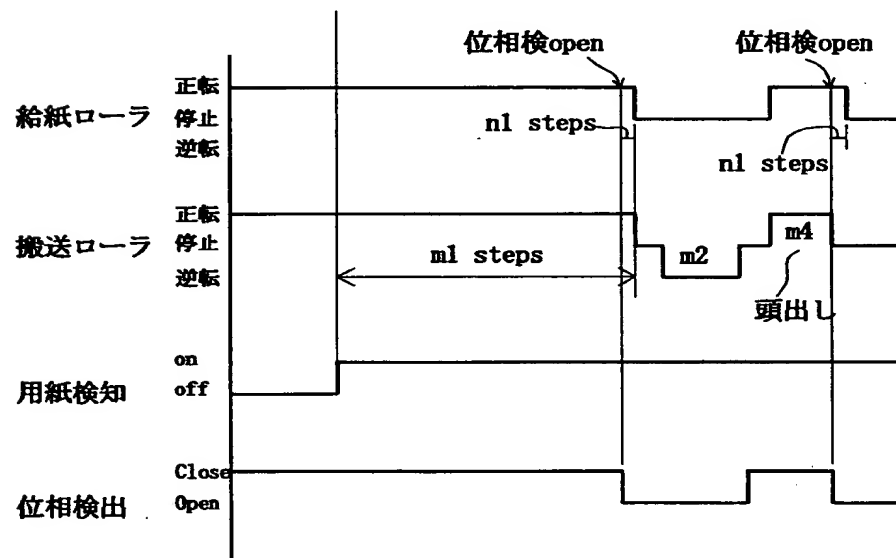 位相検open
位相検open
給紙ローラ
正転
停止
逆転
n1 steps
n1 steps
搬送ローラ
正転
停止
逆転
m1 steps
m2
m4
頭出し
用紙検知
on
off
位相検出
Close
Open